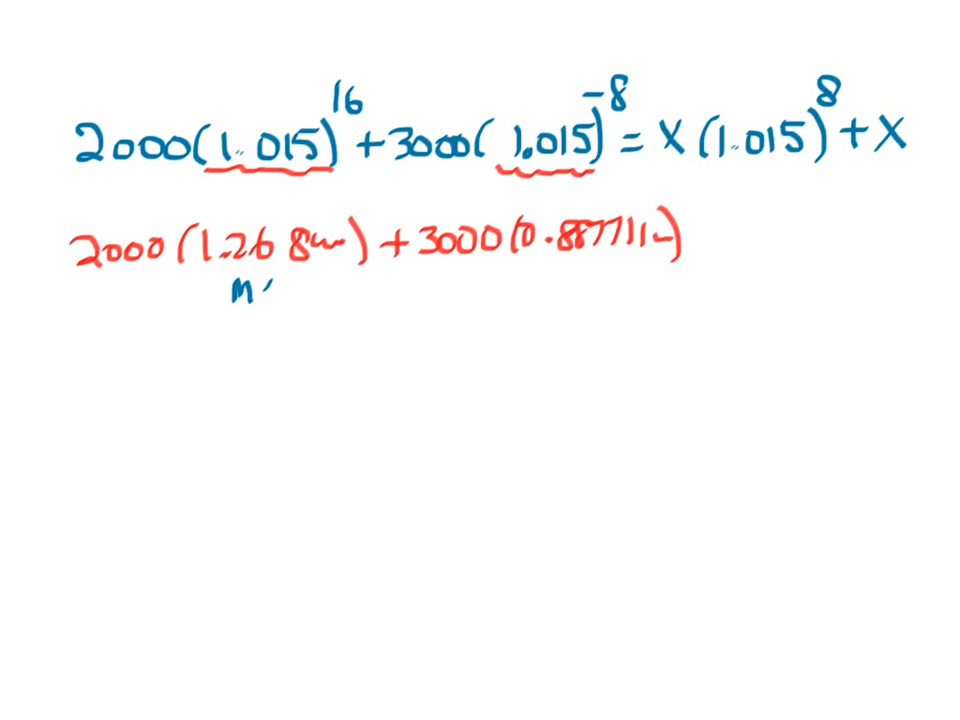 2000(1.015)^16 + 3000(1.015)^-8 = X(1.015)^8 + X
2000(1.268...) + 3000(0.887711...)